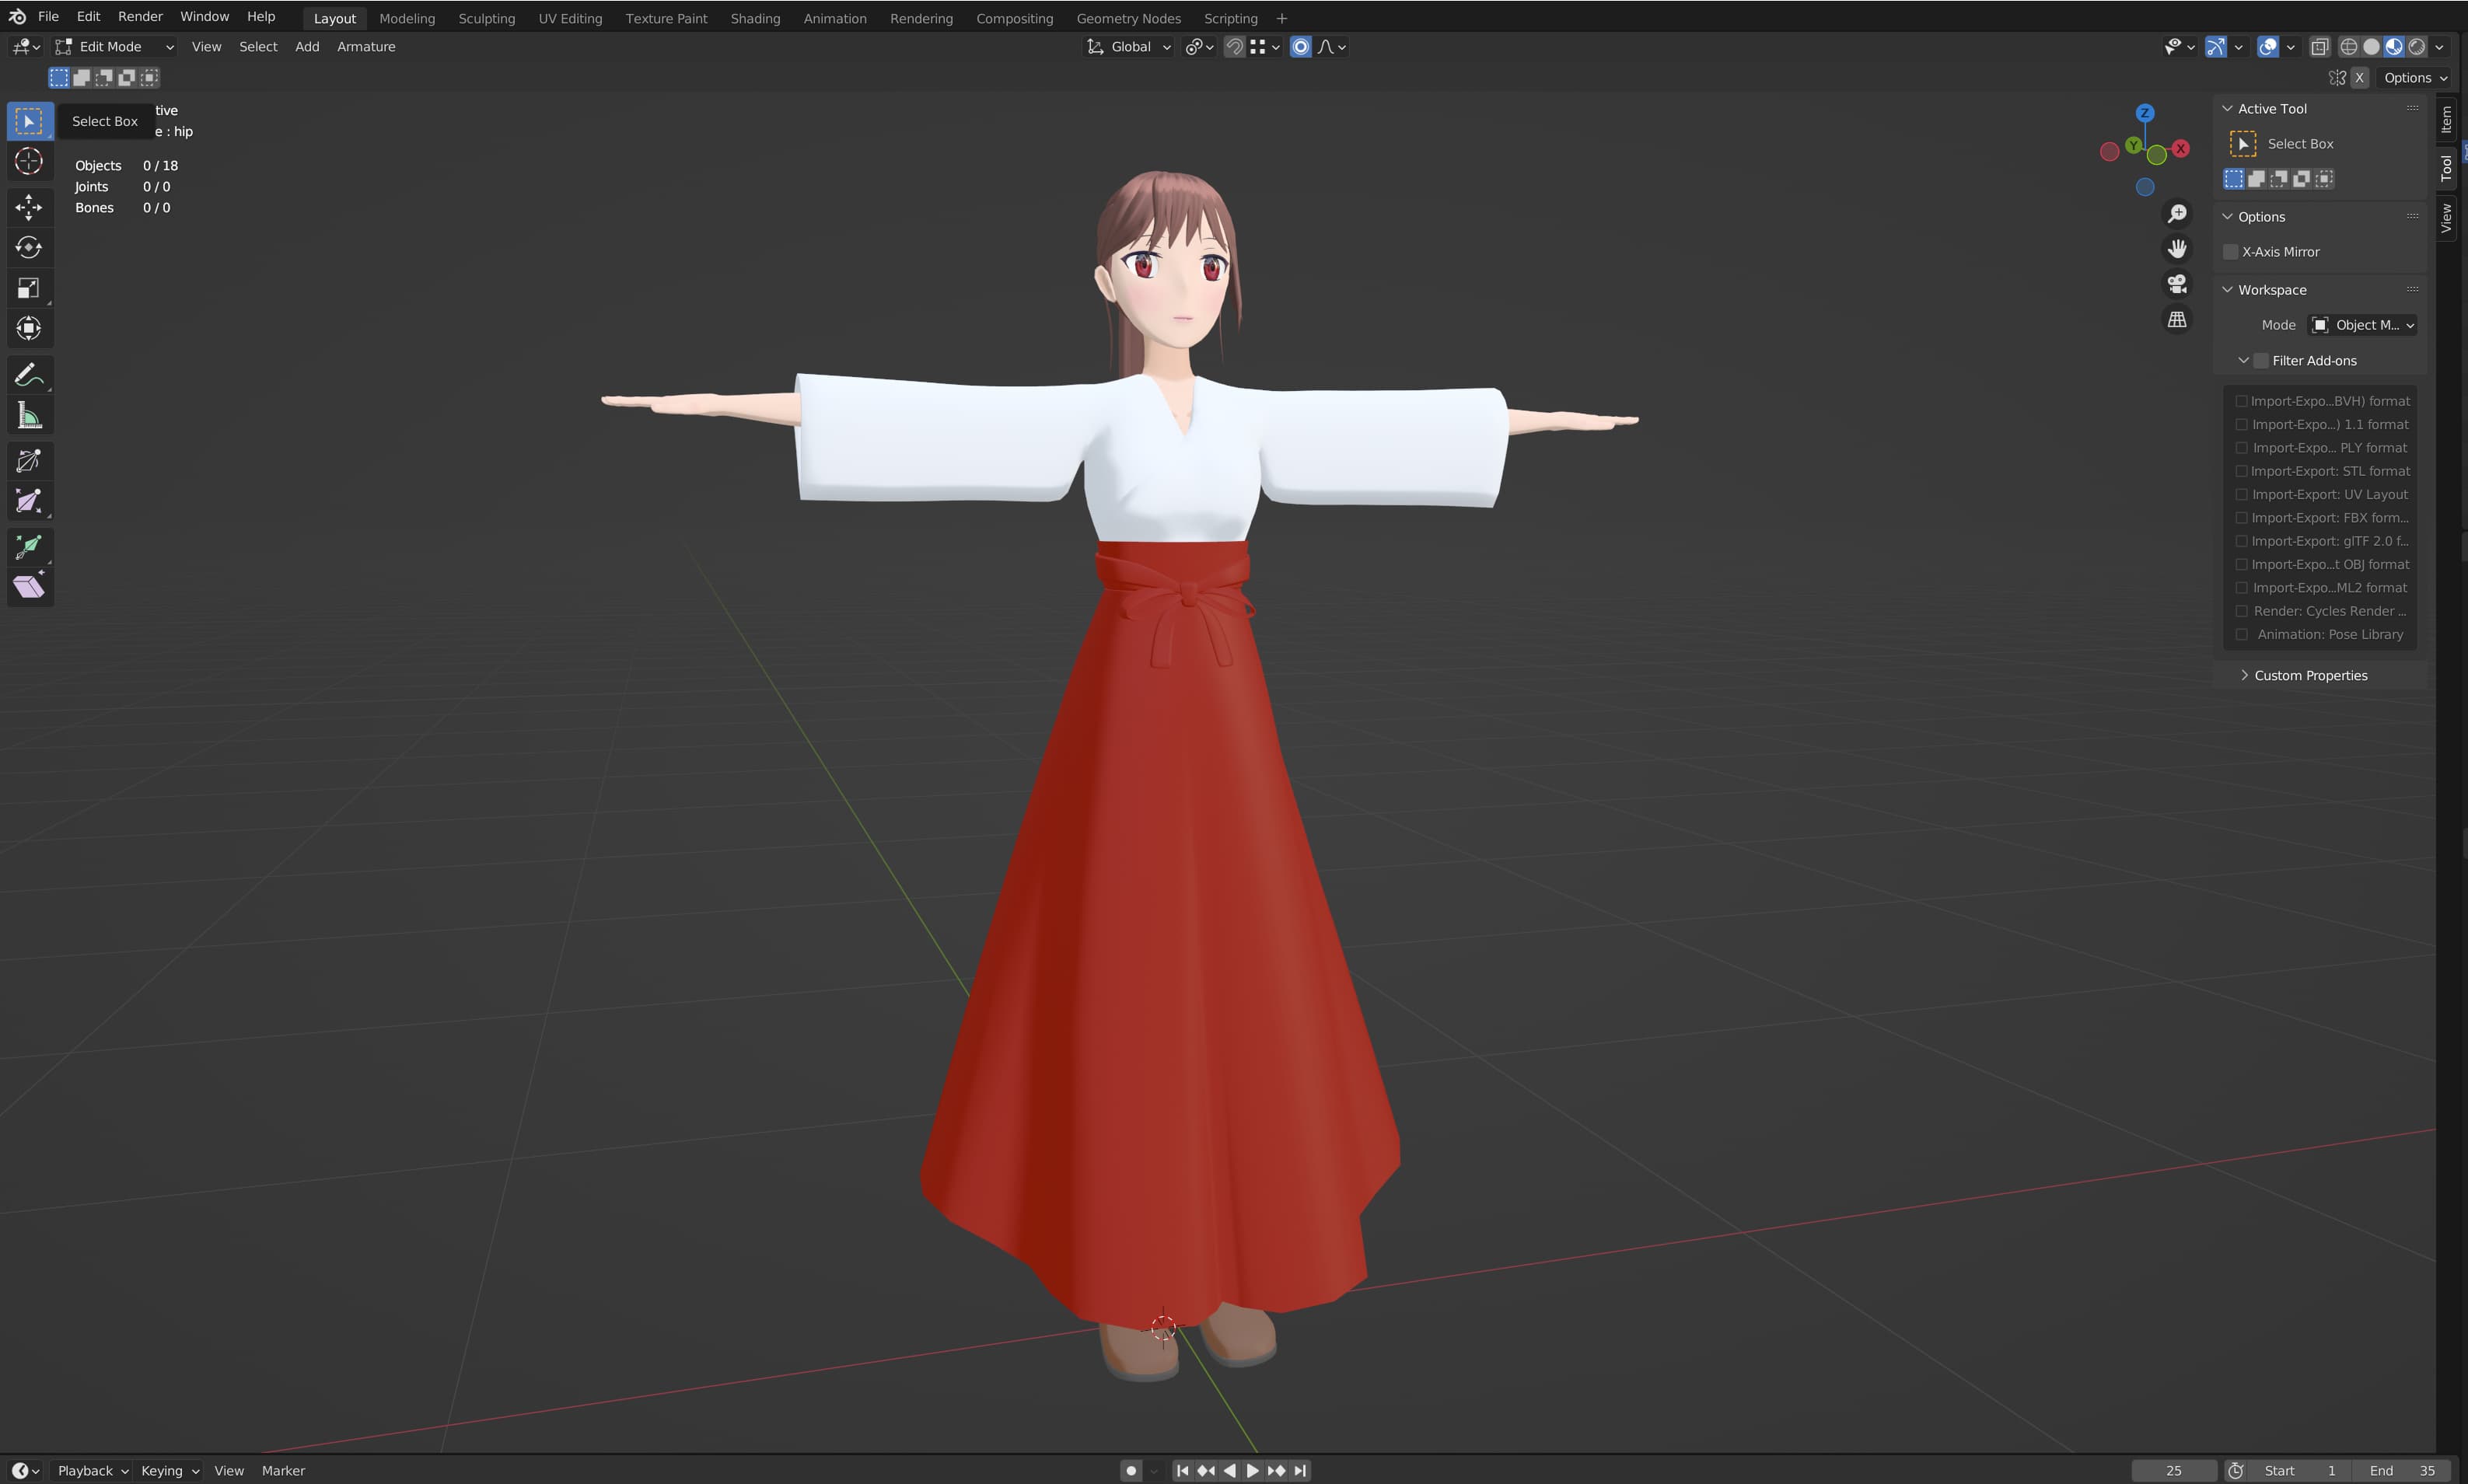 File Edit Render Window Help Layout Modeling Sculpting UV Editing Texture Paint Shading Animation Rendering Compositing Geometry Nodes Scripting +
Edit Mode View Select Add Armature Global
X Options
Select Box
tive
e : hip
Objects 0 / 18
Joints 0 / 0
Bones 0 / 0
Z
Y
X
Active Tool
Select Box
Options
X-Axis Mirror
Workspace
Mode Object M...
Filter Add-ons
Import-Expo...BVH) format
Import-Expo...) 1.1 format
Import-Expo... PLY format
Import-Export: STL format
Import-Export: UV Layout
Import-Export: FBX form...
Import-Export: glTF 2.0 f...
Import-Expo...t OBJ format
Import-Expo...ML2 format
Render: Cycles Render ...
Animation: Pose Library
Custom Properties
Item
Tool
View
Playback Keying View Marker 25 Start 1 End 35